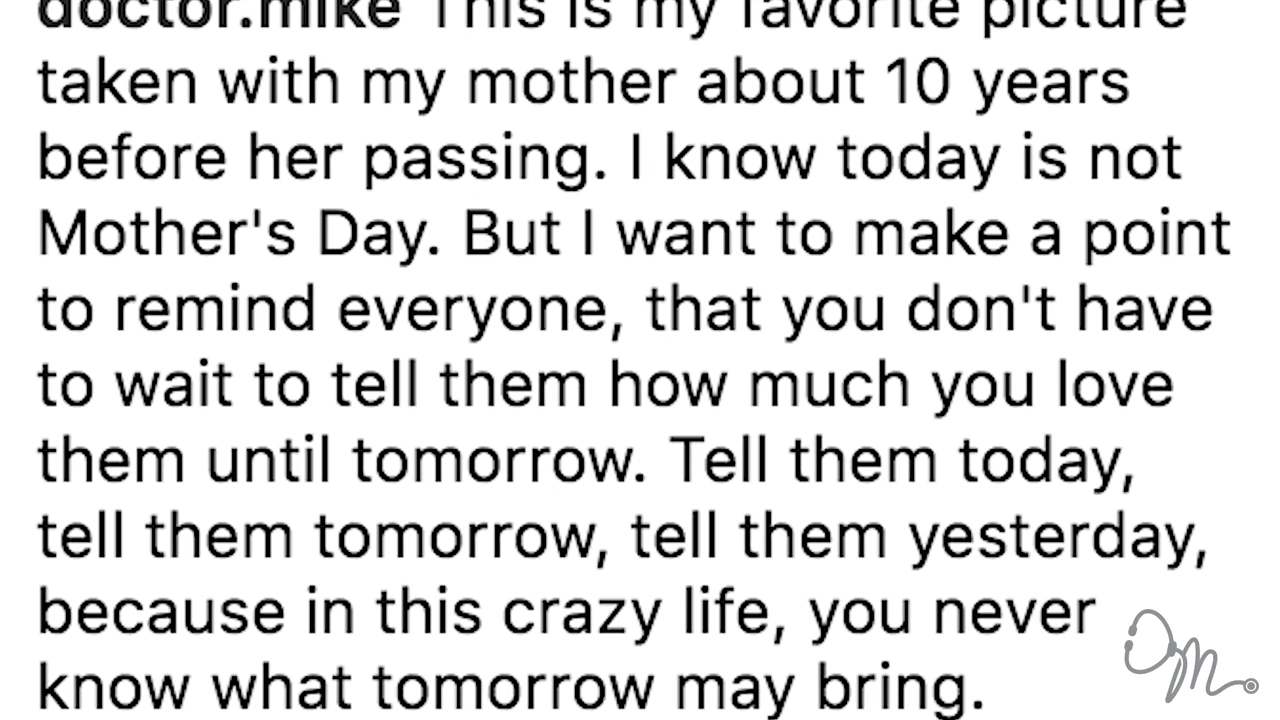 doctor.mike This is my favorite picture
taken with my mother about 10 years
before her passing. I know today is not
Mother's Day. But I want to make a point
to remind everyone, that you don't have
to wait to tell them how much you love
them until tomorrow. Tell them today,
tell them tomorrow, tell them yesterday,
because in this crazy life, you never
know what tomorrow may bring.
DM